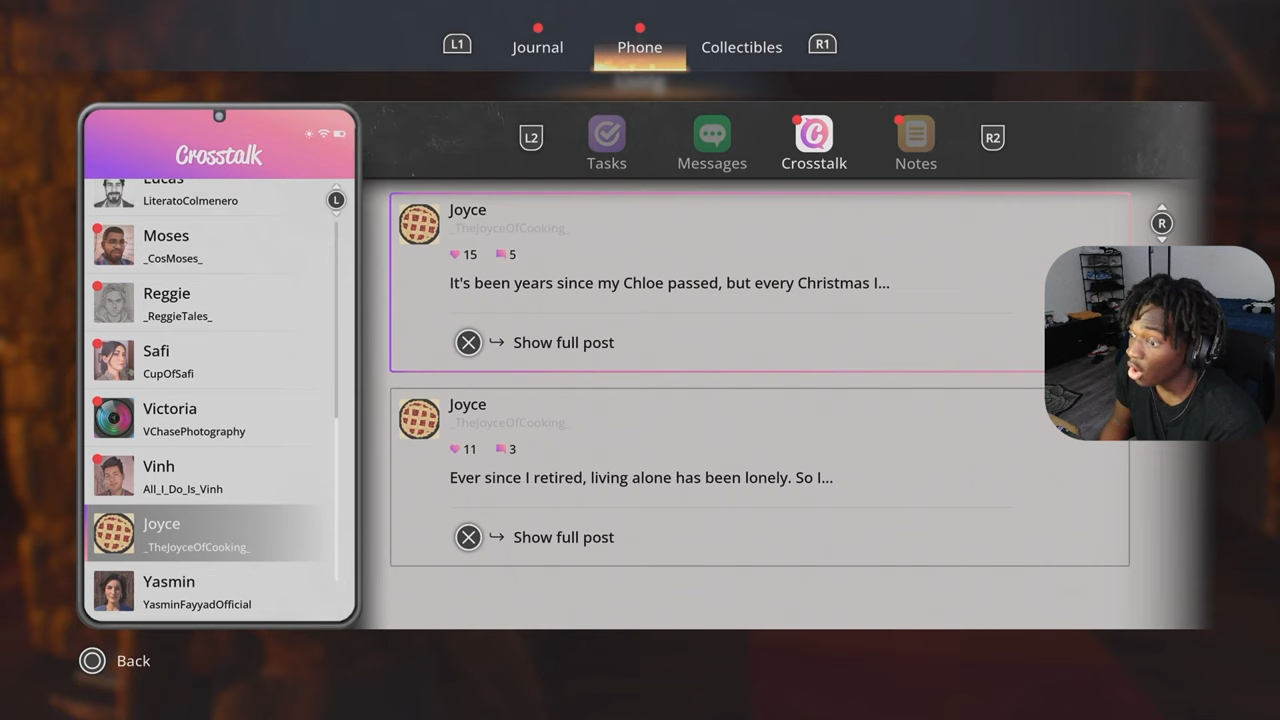 L1
Journal
Phone
Collectibles
R1
Crosstalk
L2
Tasks
Messages
Crosstalk
Notes
R2
Lucas
LiteratoColmenero
L
Moses
_CosMoses_
Reggie
_ReggieTales_
Safi
CupOfSafi
Victoria
VChasePhotography
Vinh
All_I_Do_Is_Vinh
Joyce
_TheJoyceOfCooking_
Yasmin
YasminFayyadOfficial
Joyce
_TheJoyceOfCooking_
15 5
It's been years since my Chloe passed, but every Christmas I...
Show full post
R
Joyce
_TheJoyceOfCooking_
11 3
Ever since I retired, living alone has been lonely. So I...
Show full post
Back